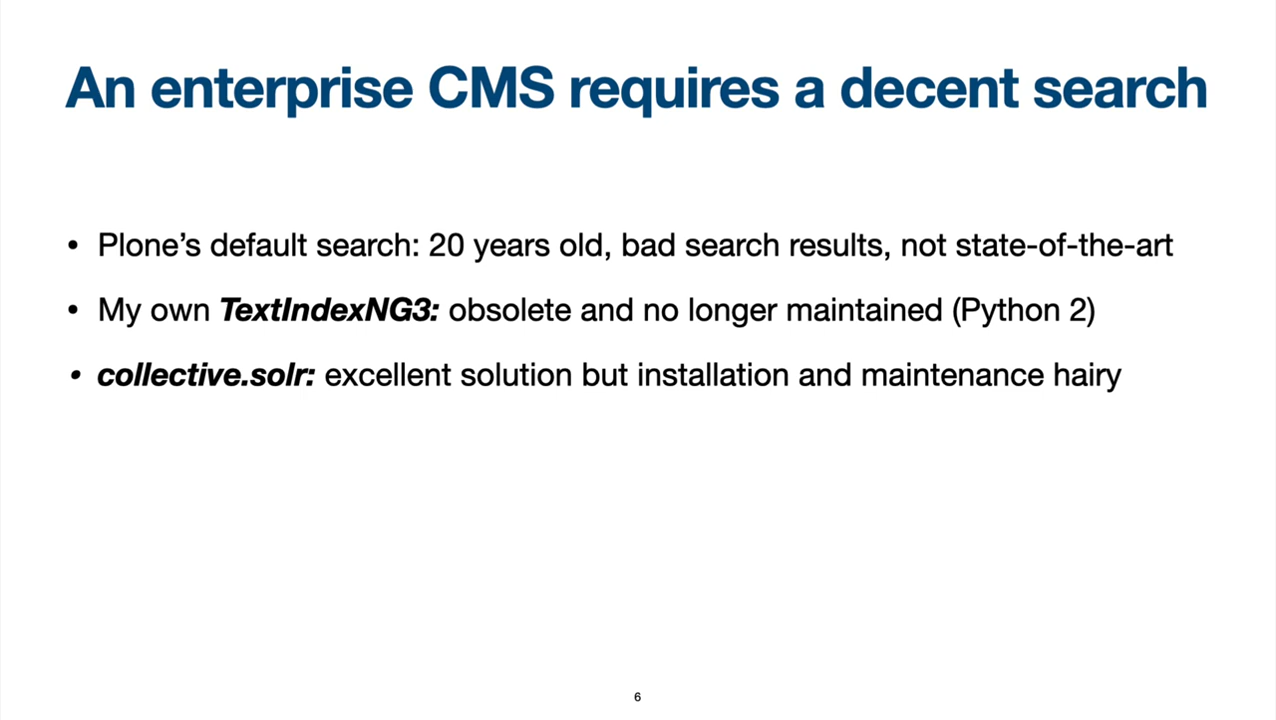 An enterprise CMS requires a decent search
• Plone’s default search: 20 years old, bad search results, not state-of-the-art
• My own TextIndexNG3: obsolete and no longer maintained (Python 2)
• collective.solr: excellent solution but installation and maintenance hairy
6